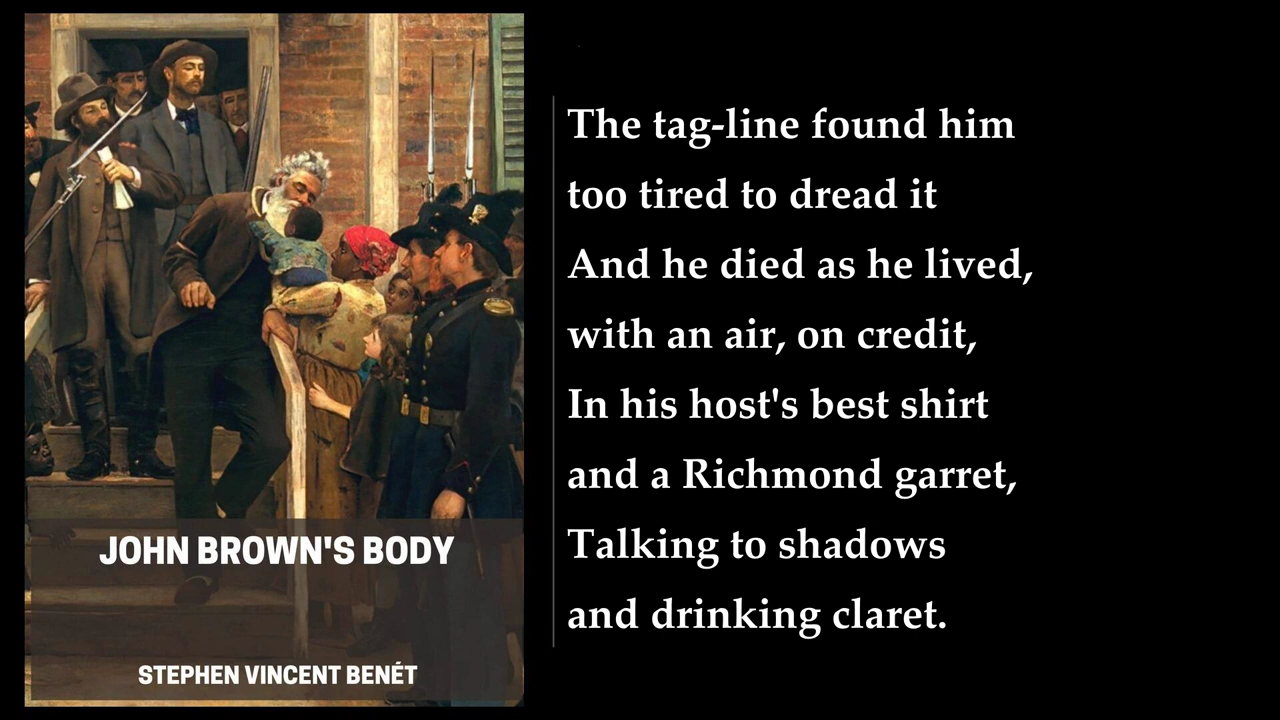 JOHN BROWN'S BODY
STEPHEN VINCENT BENÉT
The tag-line found him
too tired to dread it
And he died as he lived,
with an air, on credit,
In his host's best shirt
and a Richmond garret,
Talking to shadows
and drinking claret.